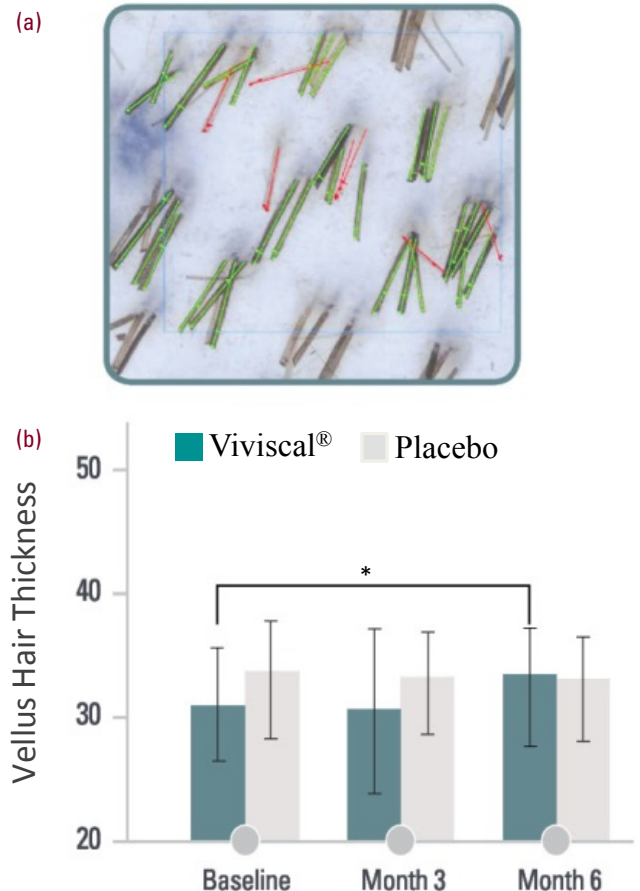 (a)
(b)
Viviscal® Placebo
50
40
30
20
Vellus Hair Thickness
*
Baseline Month 3 Month 6